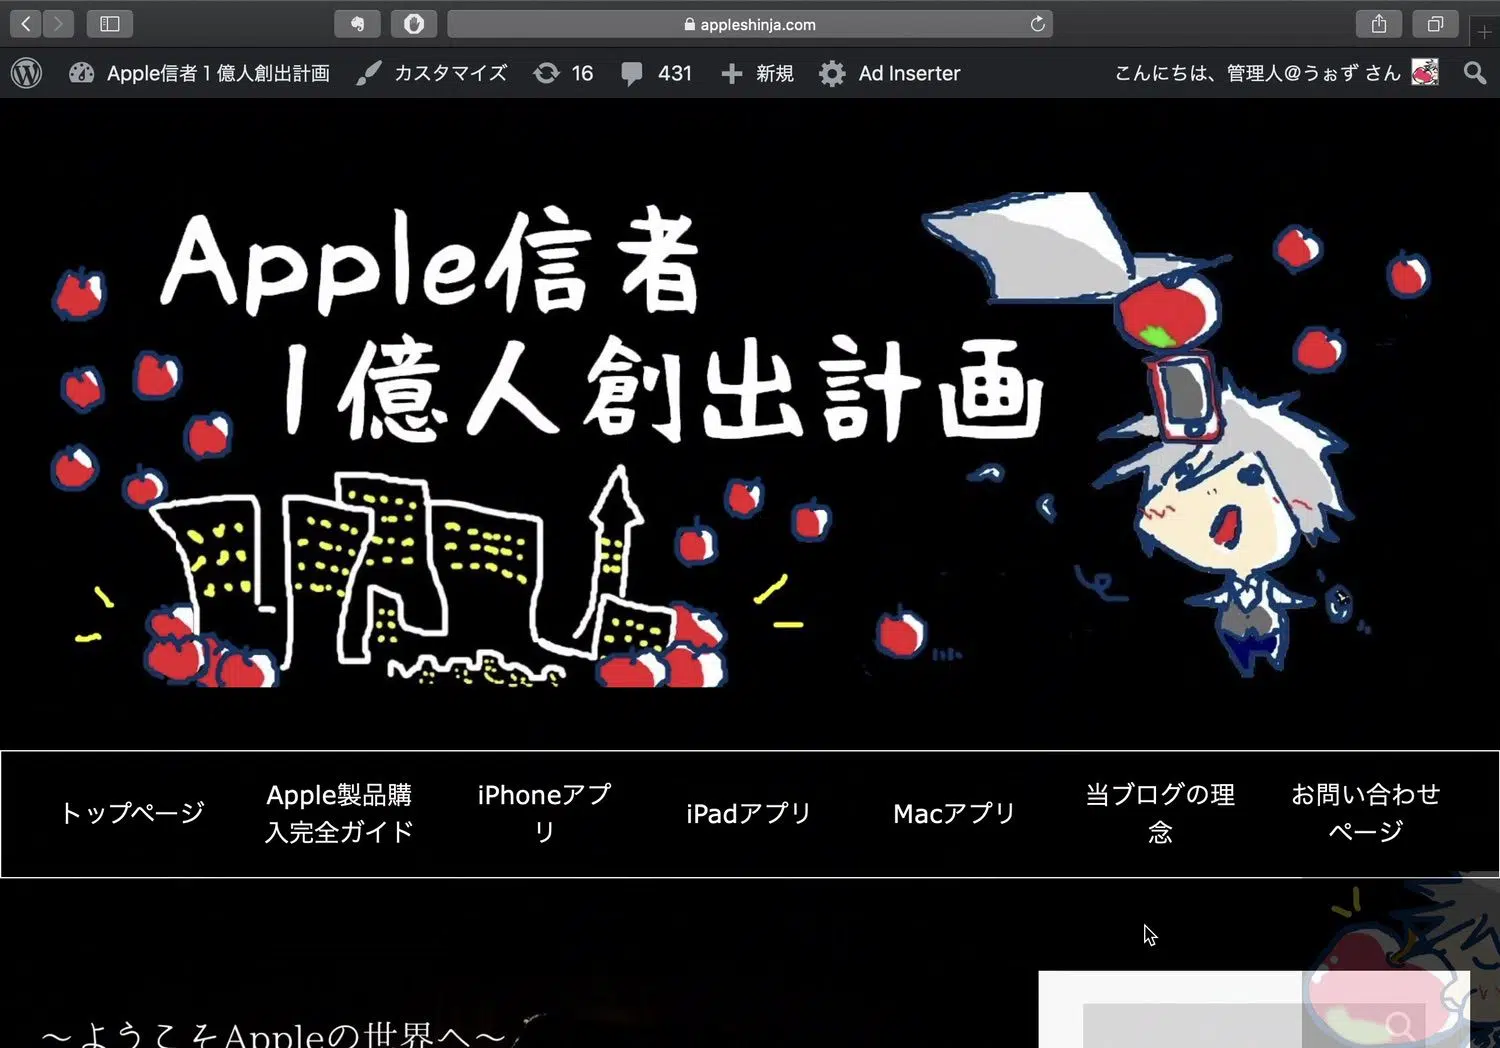 appleshinja.com
Apple信者１億人創出計画 カスタマイズ 16 431 新規 Ad Inserter こんにちは、管理人＠うぉず さん
Apple信者
1億人創出計画
トップページ
Apple製品購
入完全ガイド
iPhoneアプ
リ
iPadアプリ
Macアプリ
当ブログの理
念
お問い合わせ
ページ
～ようこそAppleの世界へ～